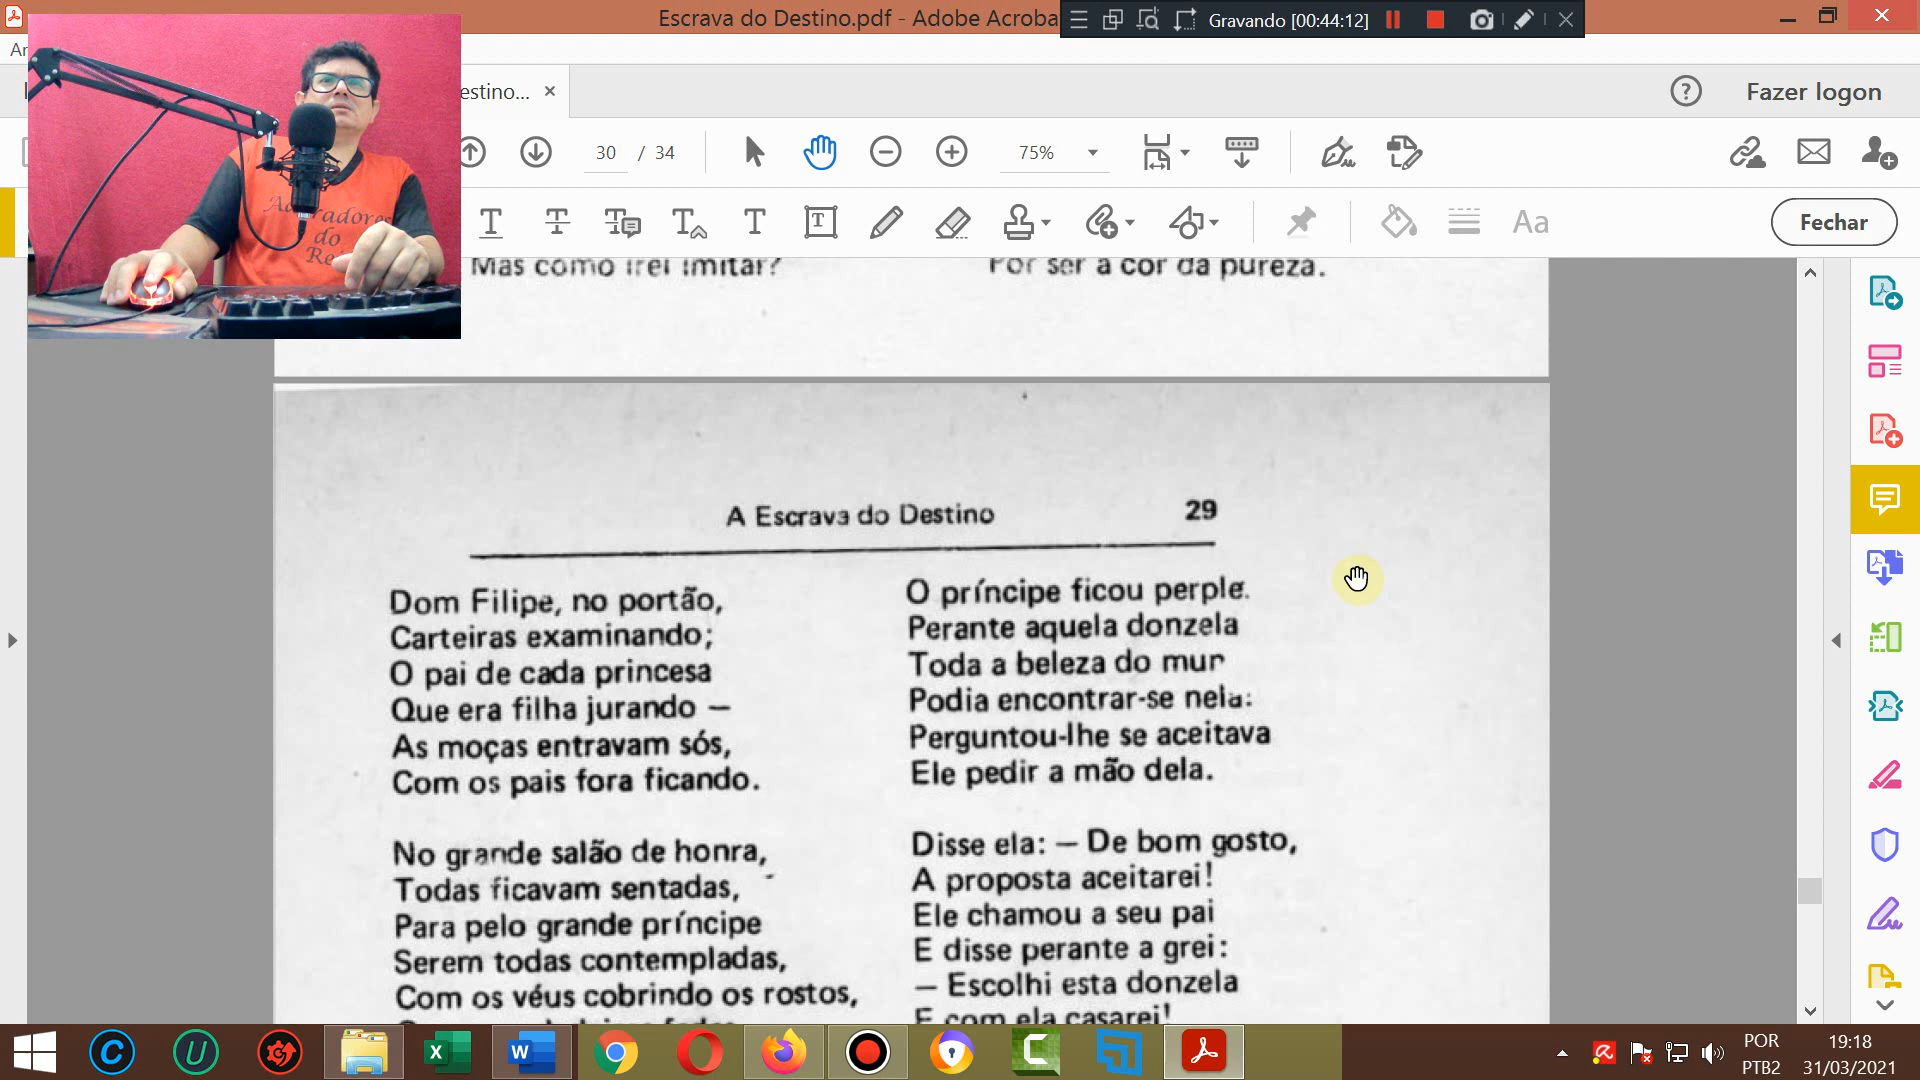 Escrava do Destino.pdf - Adobe Acroba
Gravando [00:44:12]
Ar
estino...
Fazer logon
30 / 34
75%
Fechar
Adoradores
do
Re
Mas como irei imitar?
Por ser a cor da pureza.
A Escrava do Destino 29
Dom Filipe, no portão,
Carteiras examinando;
O pai de cada princesa
Que era filha jurando —
As moças entravam sós,
Com os pais fora ficando.
No grande salão de honra,
Todas ficavam sentadas,
Para pelo grande príncipe
Serem todas contempladas,
Com os véus cobrindo os rostos,
O príncipe ficou perple
Perante aquela donzela
Toda a beleza do mun
Podia encontrar-se nela:
Perguntou-lhe se aceitava
Ele pedir a mão dela.
Disse ela: — De bom gosto,
A proposta aceitarei!
Ele chamou a seu pai
E disse perante a grei:
— Escolhi esta donzela
E com ela casarei!
POR
PTB2
19:18
31/03/2021